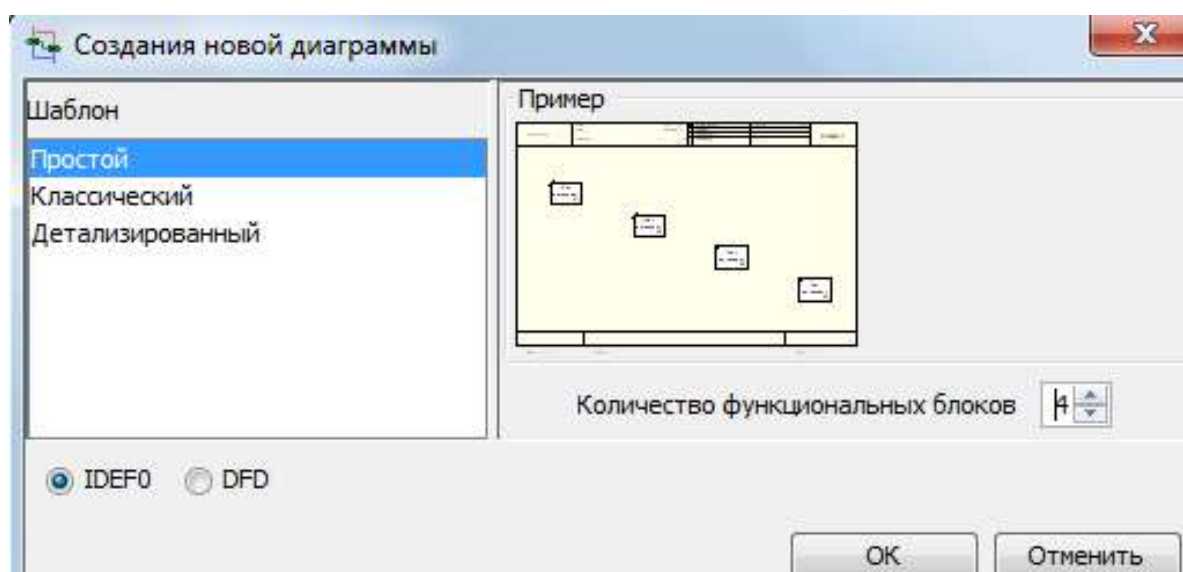 Создания новой диаграммы
Шаблон
Простой
Классический
Детализированный
Пример
Количество функциональных блоков 4
IDEF0 DFD
OK Отменить